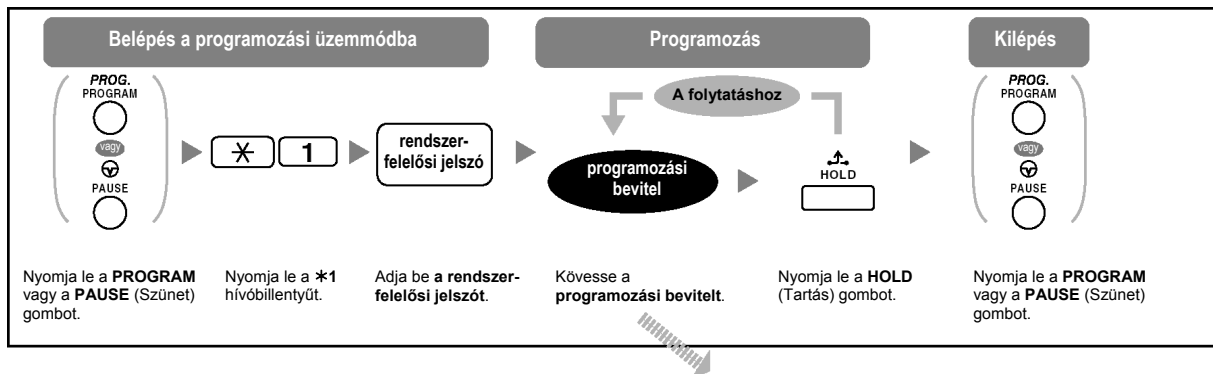 Belépés a programozási üzemmódba
Programozás
Kilépés
PROG.
PROGRAM
vagy
PAUSE
✱
1
rendszer-
felelősi jelszó
A folytatáshoz
programozási
bevitel
HOLD
PROG.
PROGRAM
vagy
PAUSE
Nyomja le a PROGRAM
vagy a PAUSE (Szünet)
gombot.
Nyomja le a ✱1
hívóbillentyűt.
Adja be a rendszer-
felelősi jelszót.
Kövesse a
programozási bevitelt.
Nyomja le a HOLD
(Tartás) gombot.
Nyomja le a PROGRAM
vagy a PAUSE (Szünet)
gombot.